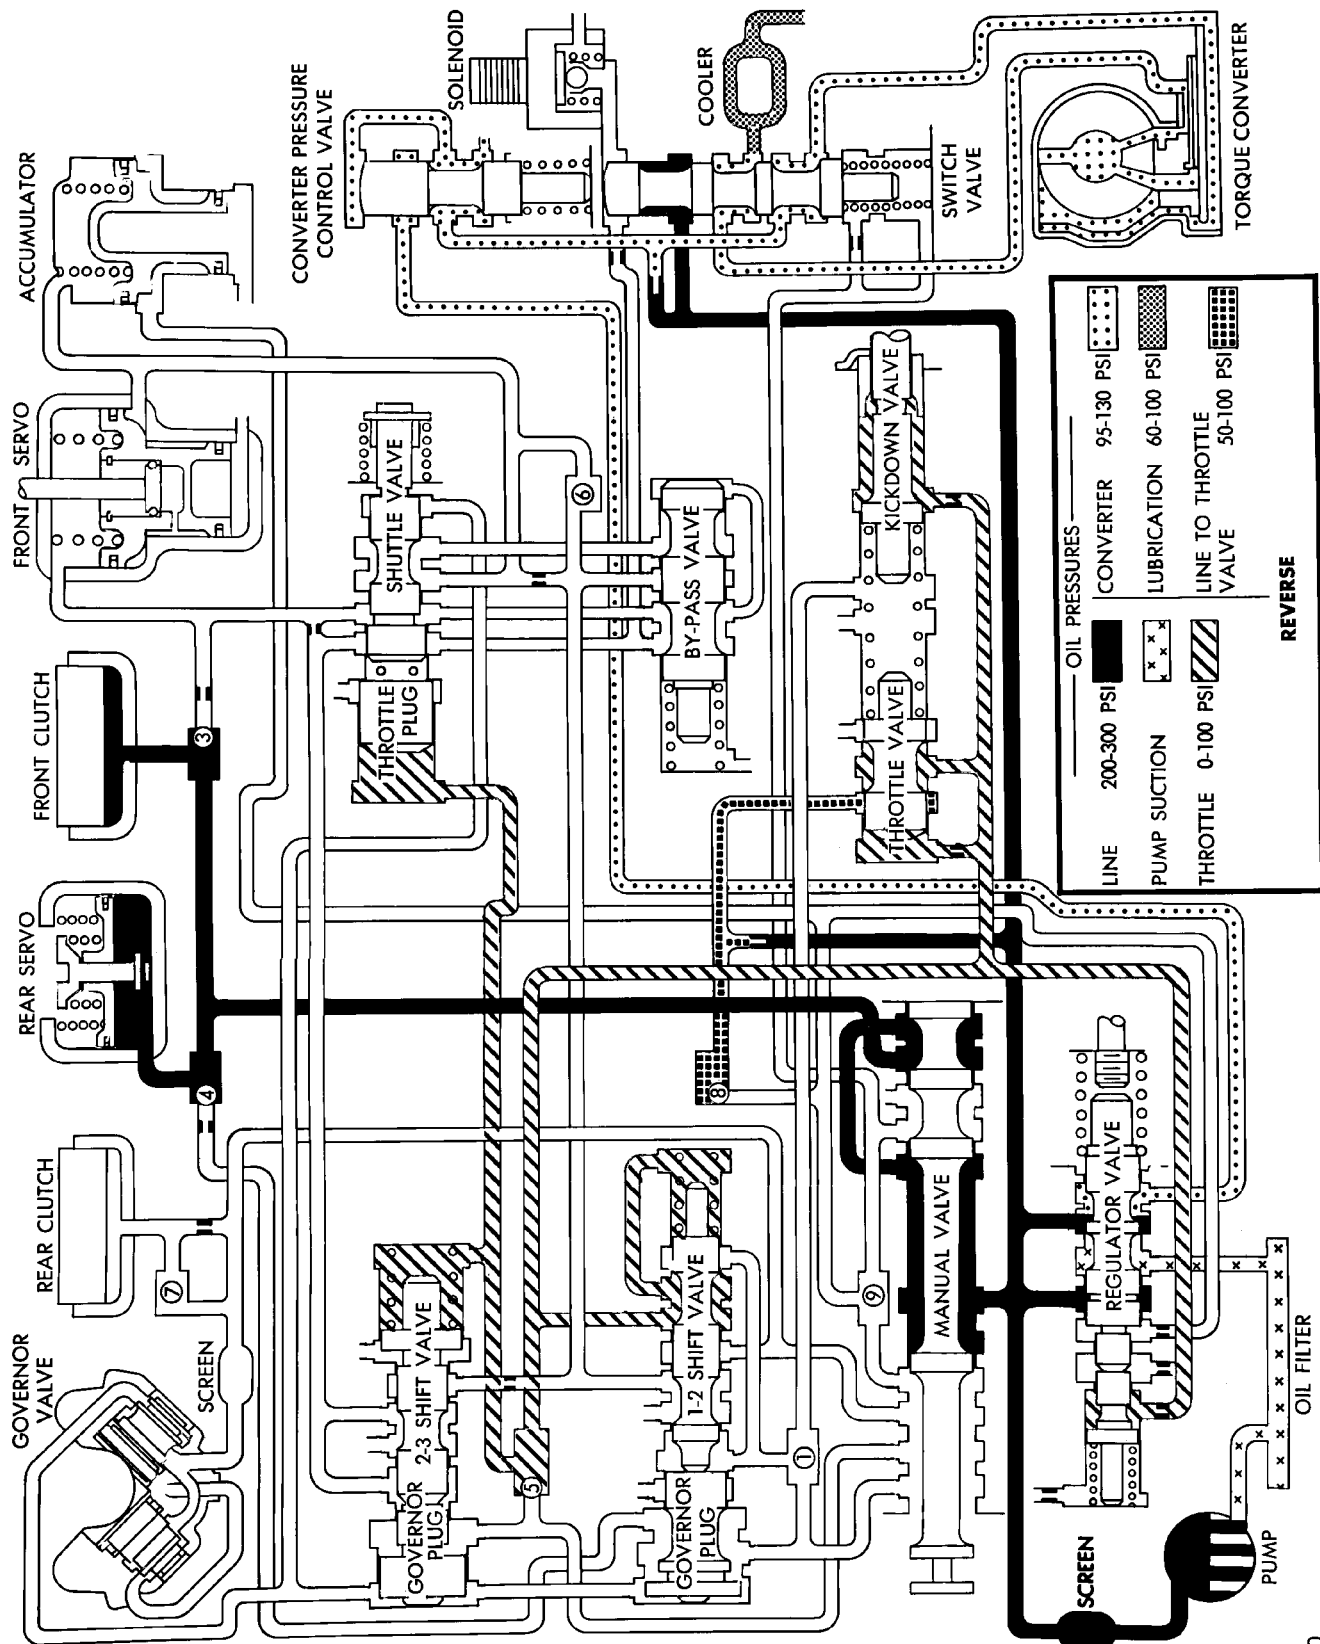 GOVERNOR
VALVE
REAR CLUTCH
REAR SERVO
FRONT CLUTCH
FRONT SERVO
ACCUMULATOR
SCREEN
7
4
3
CONVERTER PRESSURE
CONTROL VALVE
SOLENOID
COOLER
GOVERNOR
PLUG
2-3 SHIFT VALVE
THROTTLE
PLUG
SHUTTLE VALVE
5
6
GOVERNOR
PLUG
1-2 SHIFT VALVE
8
BY-PASS VALVE
1
SWITCH
VALVE
9
THROTTLE VALVE
KICKDOWN VALVE
MANUAL VALVE
REGULATOR VALVE
TORQUE CONVERTER
SCREEN
PUMP
OIL FILTER
OIL PRESSURES
LINE 200-300 PSI
CONVERTER 95-130 PSI
PUMP SUCTION
LUBRICATION 60-100 PSI
THROTTLE 0-100 PSI
LINE TO THROTTLE
VALVE 50-100 PSI
REVERSE